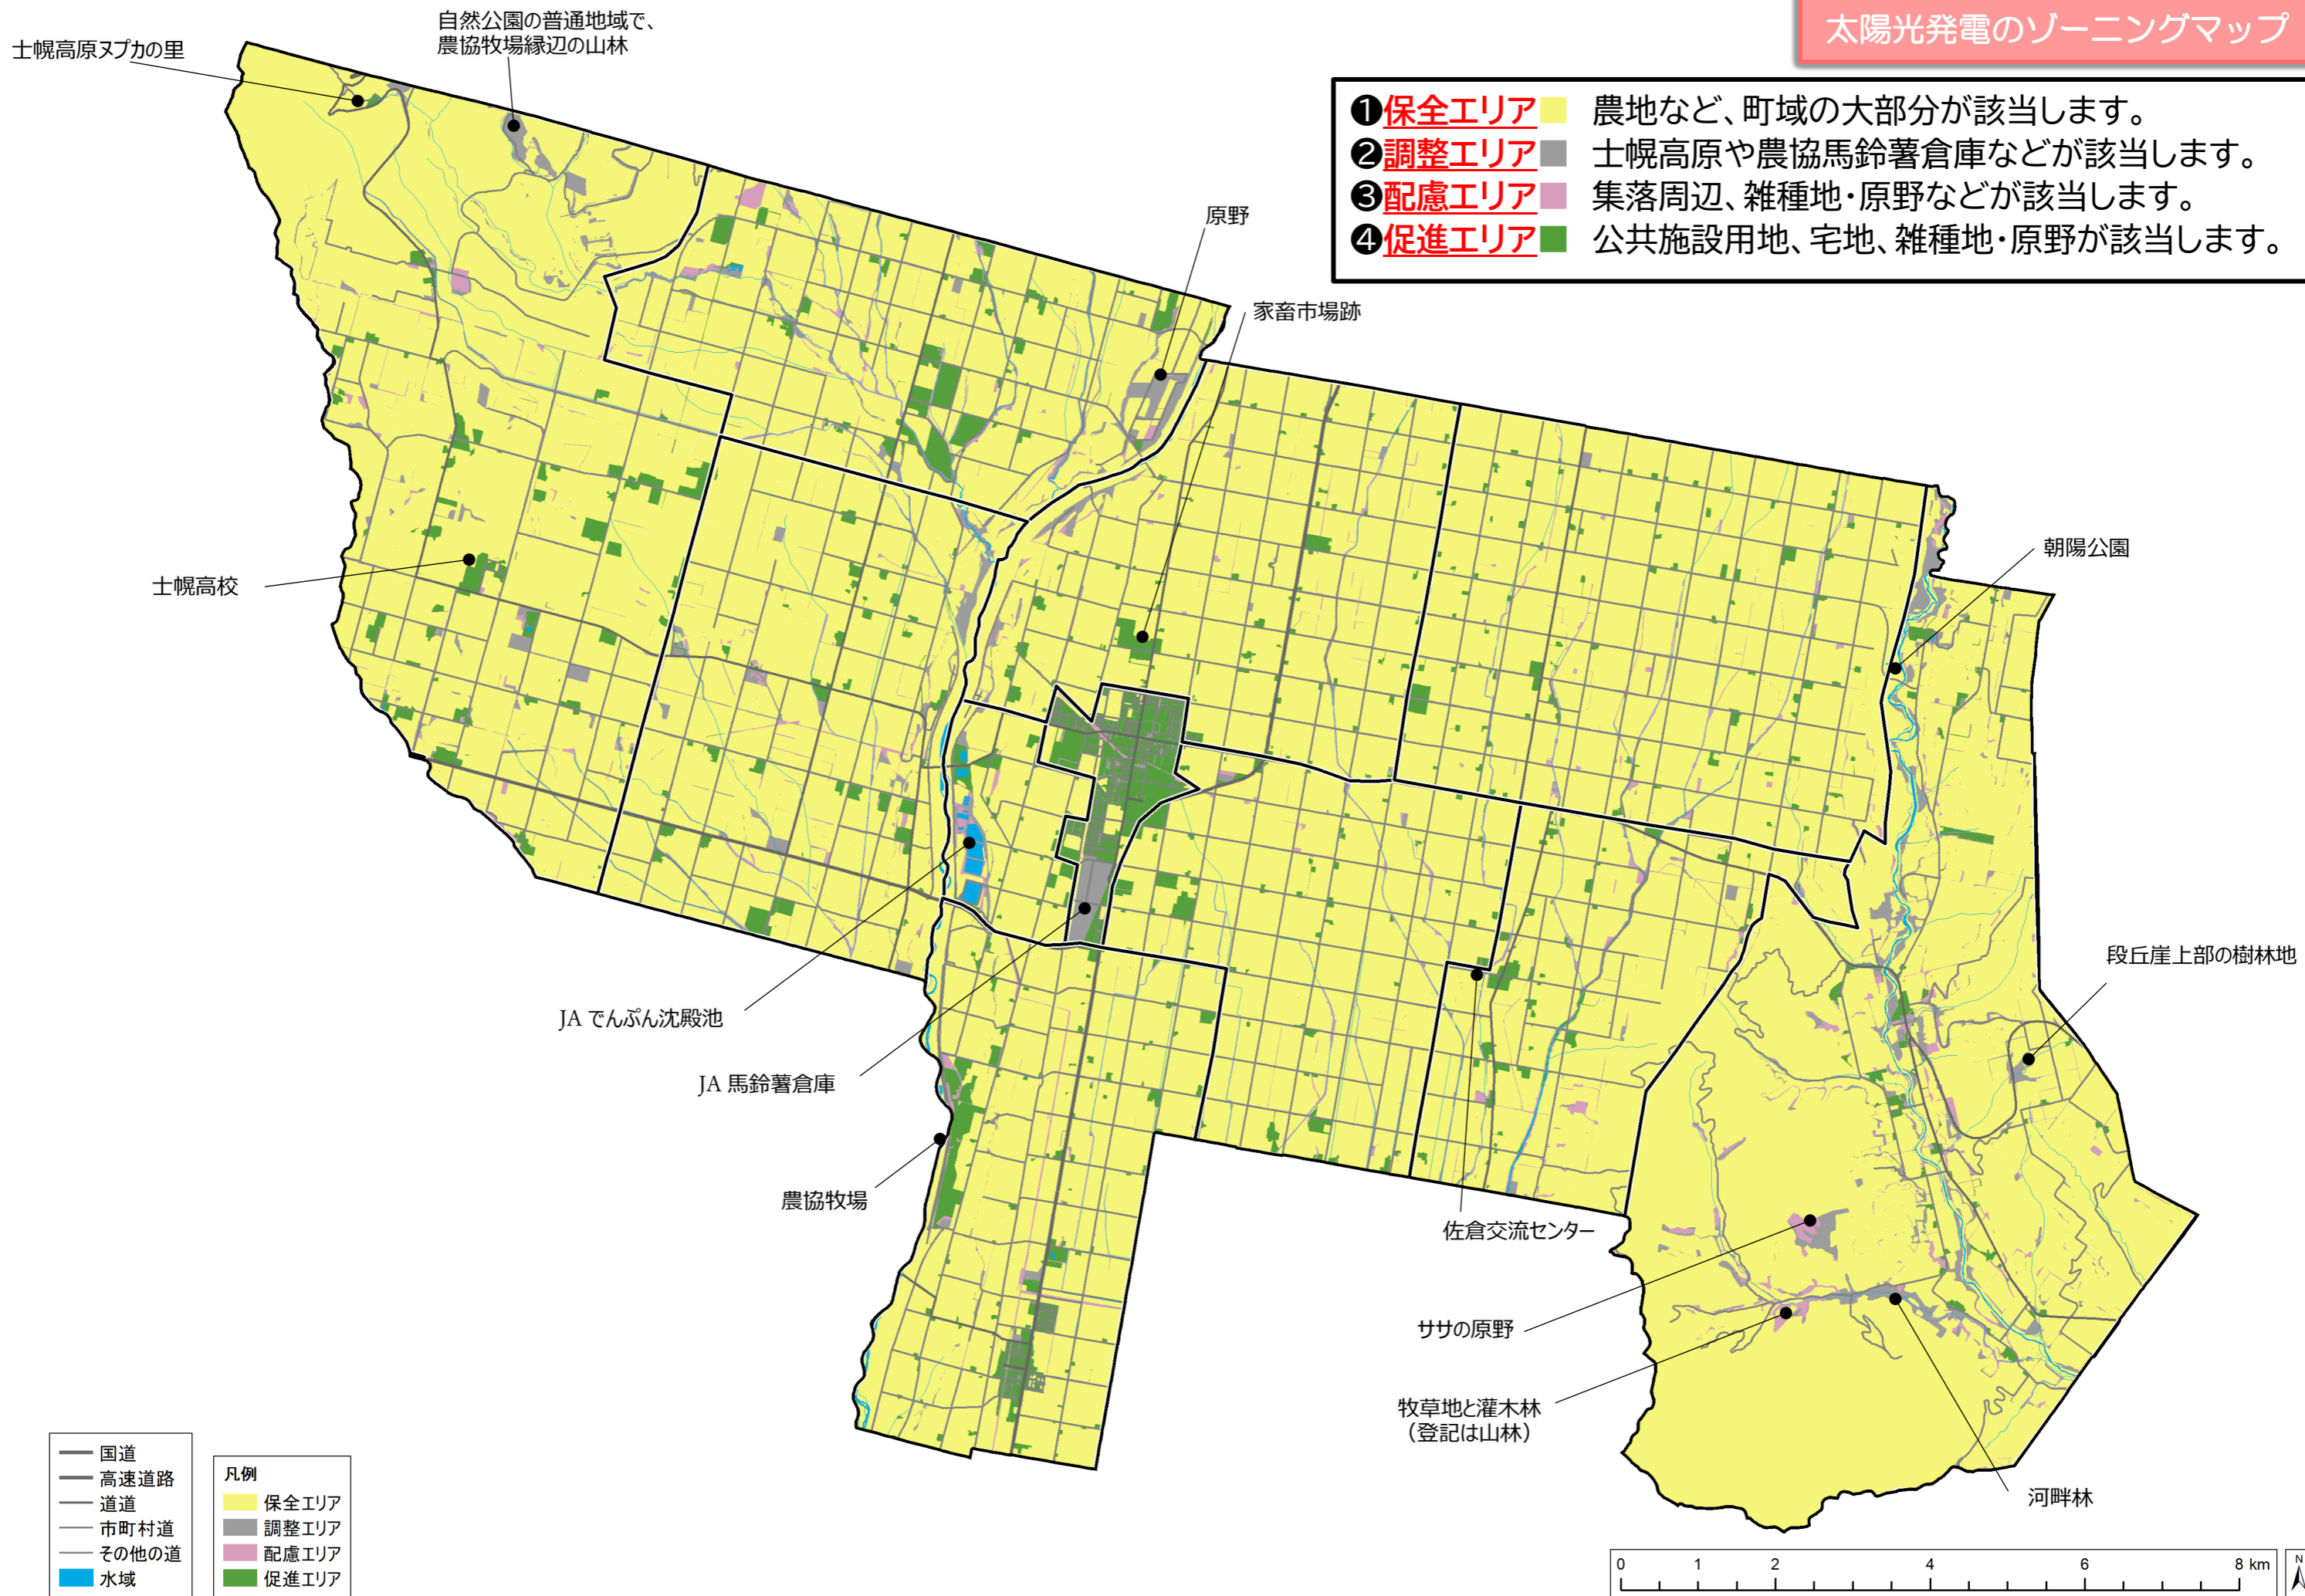 太陽光発電のゾーニングマップ
❶保全エリア 農地など、町域の大部分が該当します。
❷調整エリア 士幌高原や農協馬鈴薯倉庫などが該当します。
❸配慮エリア 集落周辺、雑種地・原野などが該当します。
❹促進エリア 公共施設用地、宅地、雑種地・原野が該当します。
士幌高原ヌプカの里
自然公園の普通地域で、
農協牧場縁辺の山林
原野
家畜市場跡
朝陽公園
士幌高校
段丘崖上部の樹林地
JA でんぷん沈殿池
JA 馬鈴薯倉庫
農協牧場
佐倉交流センター
ササの原野
牧草地と灌木林
（登記は山林）
河畔林
国道
高速道路
道道
市町村道
その他の道
水域
凡例
保全エリア
調整エリア
配慮エリア
促進エリア
0 1 2 4 6 8 km
N